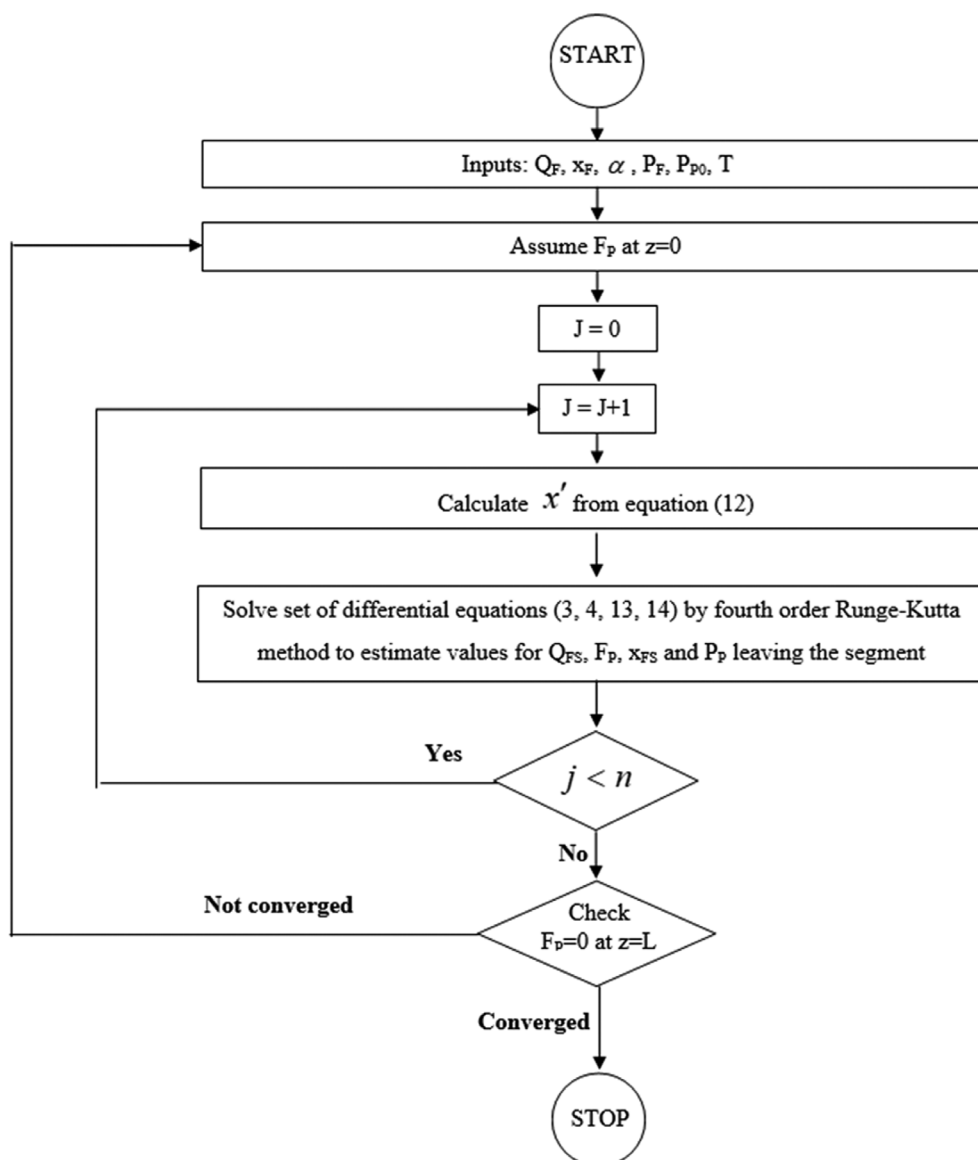 START
Inputs: Q_F, x_F, α , P_F, P_P0, T
Assume F_P at z=0
J = 0
J = J+1
Calculate x′ from equation (12)
Solve set of differential equations (3, 4, 13, 14) by fourth order Runge-Kutta
method to estimate values for Q_FS, F_P, x_FS and P_P leaving the segment
Yes
j < n
No
Not converged
Check
F_P=0 at z=L
Converged
STOP